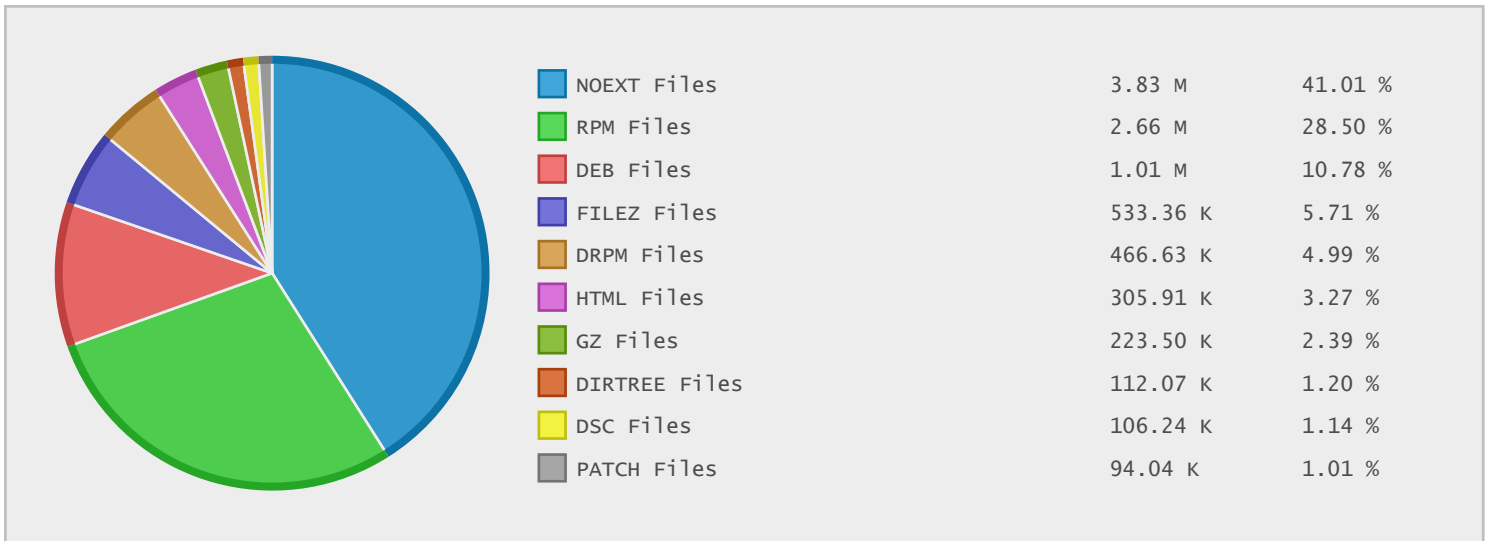 NOEXT Files 3.83 M 41.01 %
RPM Files 2.66 M 28.50 %
DEB Files 1.01 M 10.78 %
FILEZ Files 533.36 K 5.71 %
DRPM Files 466.63 K 4.99 %
HTML Files 305.91 K 3.27 %
GZ Files 223.50 K 2.39 %
DIRTREE Files 112.07 K 1.20 %
DSC Files 106.24 K 1.14 %
PATCH Files 94.04 K 1.01 %